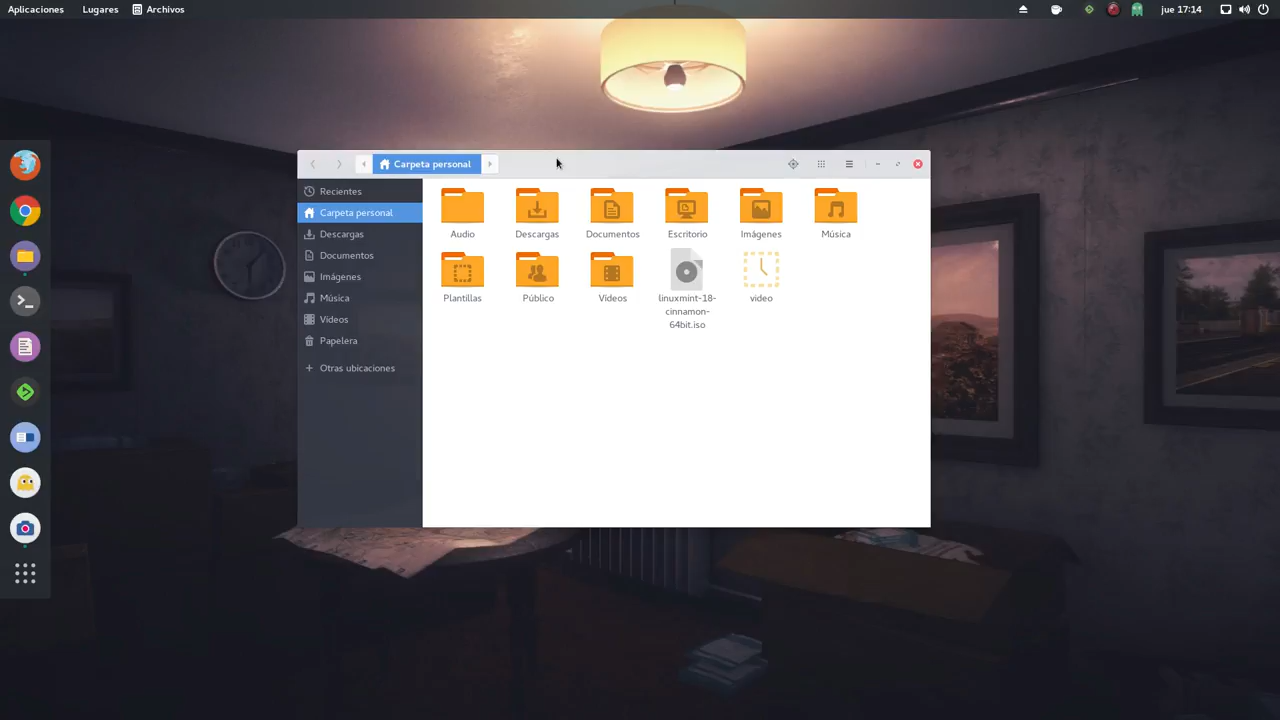 Aplicaciones Lugares Archivos jue 17:14
Carpeta personal
Recientes
Carpeta personal
Descargas
Documentos
Imágenes
Música
Vídeos
Papelera
Otras ubicaciones
Audio Descargas Documentos Escritorio Imágenes Música
Plantillas Público Vídeos linuxmint-18- video
cinnamon-
64bit.iso